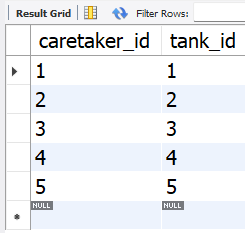 Result Grid Filter Rows:
caretaker_id tank_id
1 1
2 2
3 3
4 4
5 5
NULL NULL